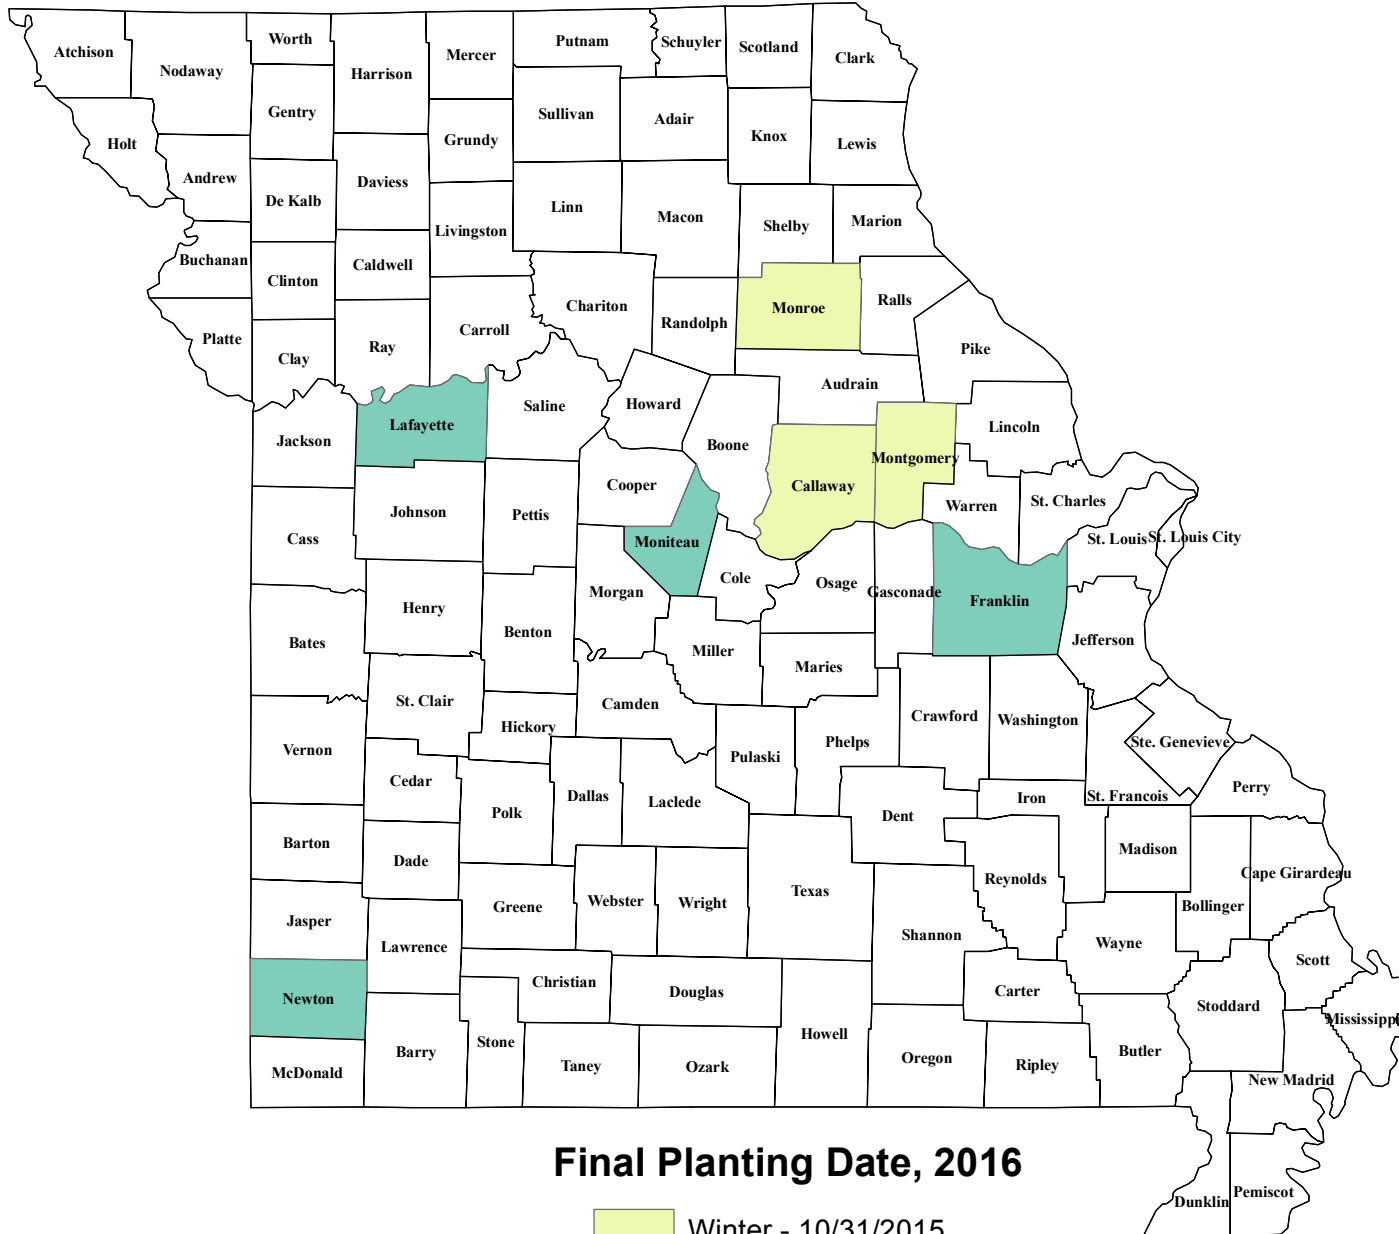 Atchison
Nodaway
Worth
Harrison
Mercer
Putnam
Schuyler
Scotland
Clark
Gentry
Sullivan
Adair
Knox
Lewis
Holt
Grundy
Andrew
Daviess
De Kalb
Linn
Macon
Shelby
Marion
Livingston
Buchanan
Caldwell
Clinton
Chariton
Monroe
Ralls
Randolph
Carroll
Platte
Ray
Clay
Pike
Audrain
Lafayette
Saline
Howard
Lincoln
Jackson
Boone
Montgomery
Callaway
Cooper
Warren
St. Charles
Johnson
Pettis
Cass
Moniteau
St. Louis
St. Louis City
Cole
Osage
Gasconade
Franklin
Morgan
Henry
Benton
Bates
Miller
Maries
Jefferson
St. Clair
Camden
Crawford
Washington
Hickory
Vernon
Pulaski
Phelps
Ste. Genevieve
Cedar
Dallas
Laclede
Iron
St. Francois
Perry
Polk
Dent
Barton
Dade
Madison
Texas
Reynolds
Cape Girardeau
Jasper
Greene
Webster
Wright
Bollinger
Lawrence
Shannon
Wayne
Scott
Newton
Christian
Douglas
Carter
Stoddard
Mississippi
Howell
Stone
Barry
Oregon
Butler
McDonald
Taney
Ozark
Ripley
New Madrid
Final Planting Date, 2016
Dunklin
Pemiscot
Winter - 10/31/2015